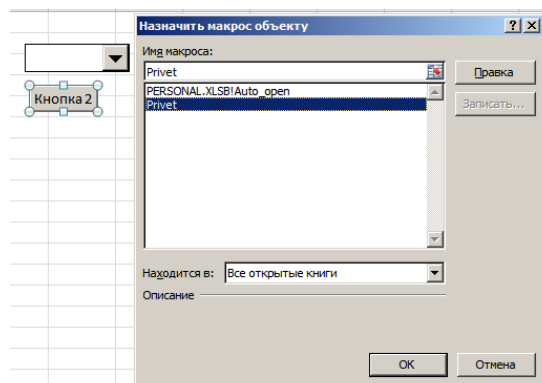 Назначить макрос объекту
Имя макроса:
Privet
Правка
PERSONAL.XLSB!Auto_open
Privet
Записать...
Кнопка 2
Находится в: Все открытые книги
Описание
ОК Отмена